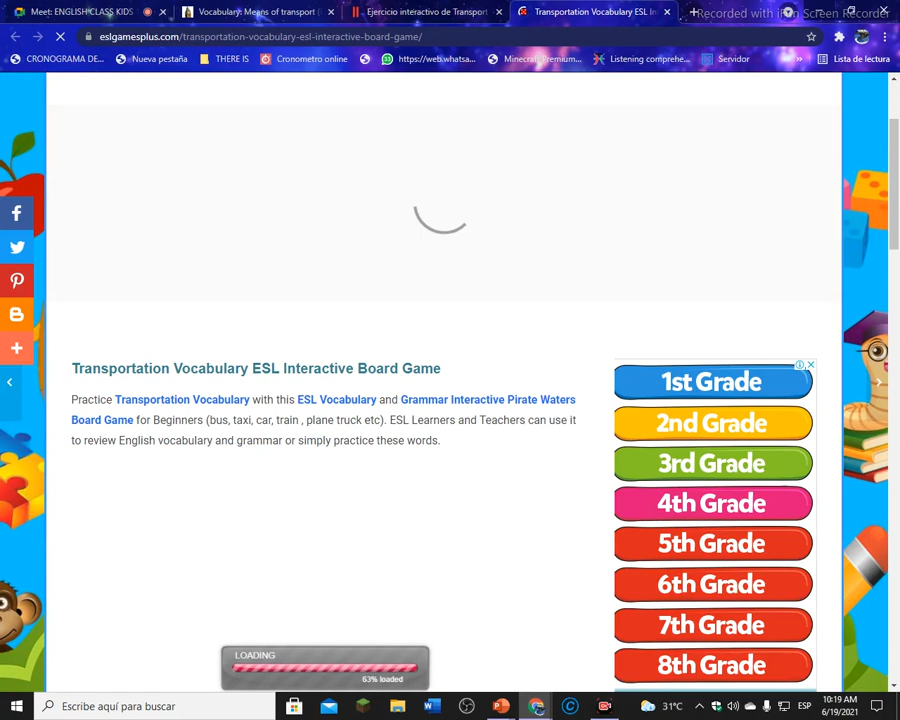 Meet: ENGLISH CLASS KIDS
Vocabulary: Means of transport
Ejercicio interactivo de Transport
Transportation Vocabulary ESL In
Recorded with iFun Screen Recorder
eslgamesplus.com/transportation-vocabulary-esl-interactive-board-game/
CRONOGRAMA DE...
Nueva pestaña
THERE IS
Cronometro online
https://web.whatsa...
Minecraft Premium...
Listening comprehe...
Servidor
»
Lista de lectura
Transportation Vocabulary ESL Interactive Board Game
Practice Transportation Vocabulary with this ESL Vocabulary and Grammar Interactive Pirate Waters
Board Game for Beginners (bus, taxi, car, train , plane truck etc). ESL Learners and Teachers can use it
to review English vocabulary and grammar or simply practice these words.
1st Grade
2nd Grade
3rd Grade
4th Grade
5th Grade
6th Grade
7th Grade
8th Grade
LOADING
63% loaded
Escribe aquí para buscar
31°C
ESP
10:19 AM
6/19/2021